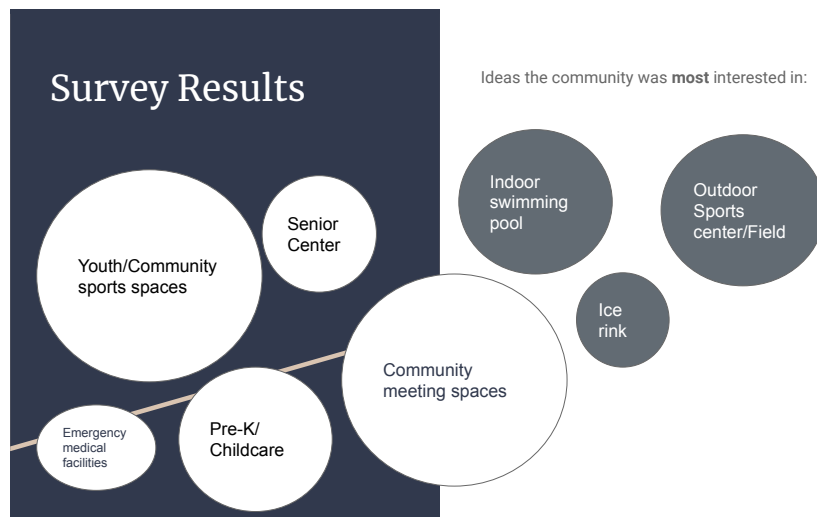 Survey Results
Ideas the community was most interested in:
Youth/Community
sports spaces
Senior
Center
Indoor
swimming
pool
Outdoor
Sports
center/Field
Ice
rink
Community
meeting spaces
Emergency
medical
facilities
Pre-K/
Childcare